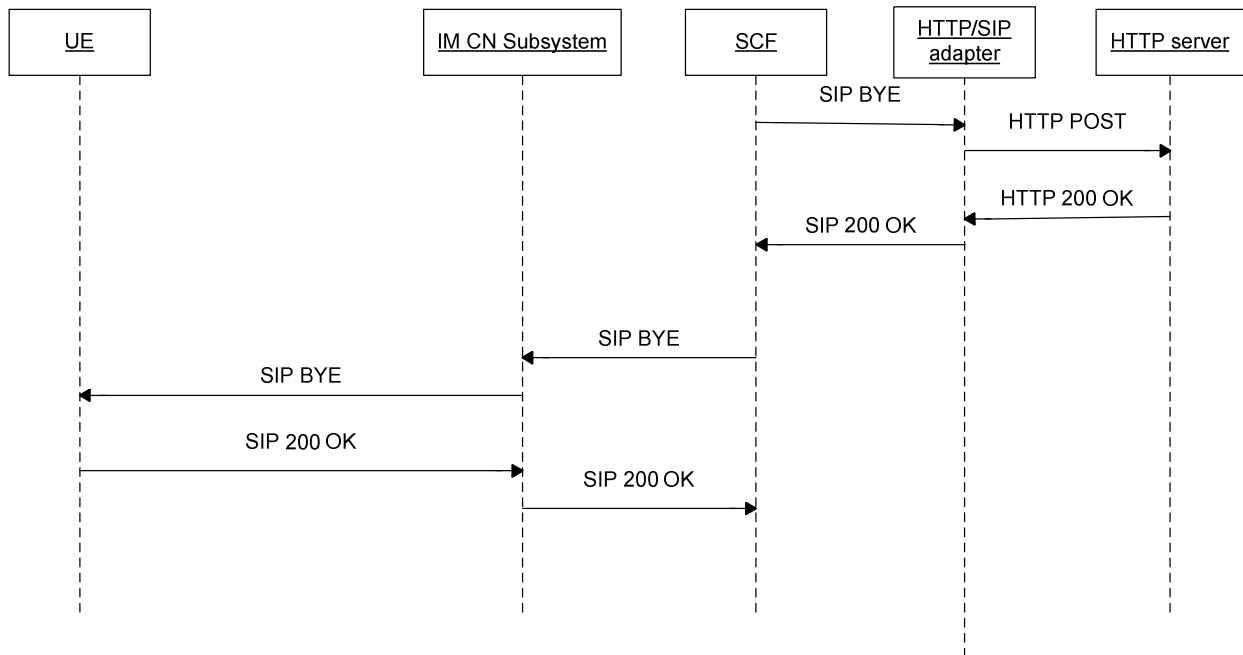 UE
IM CN Subsystem
SCF
HTTP/SIP
adapter
HTTP server
SIP BYE
HTTP POST
HTTP 200 OK
SIP 200 OK
SIP BYE
SIP BYE
SIP 200 OK
SIP 200 OK